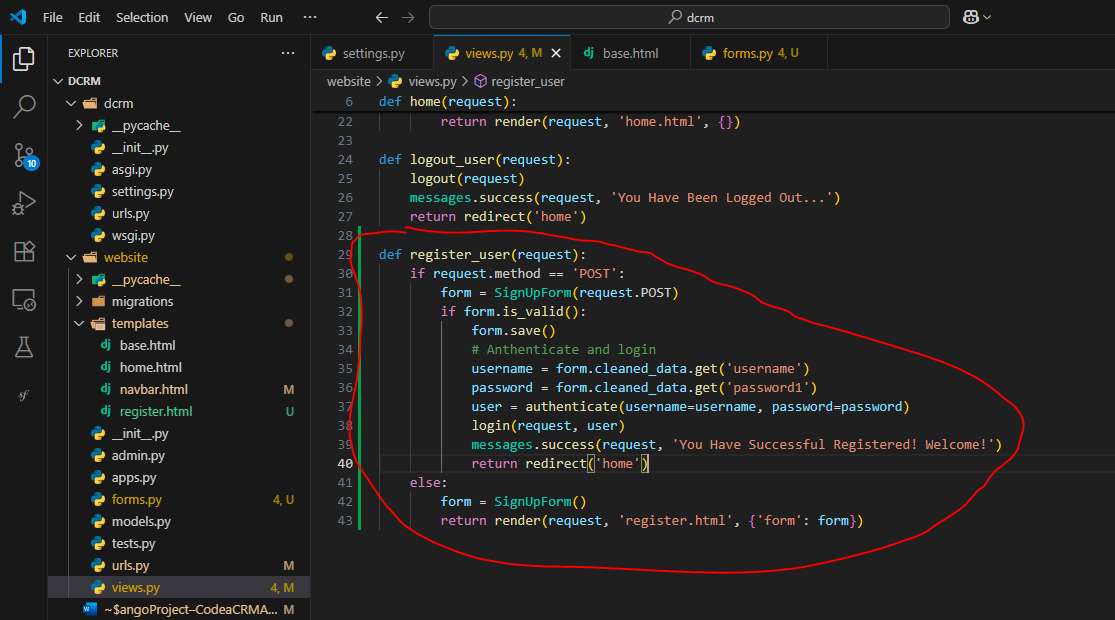 File Edit Selection View Go Run ··· ← → dcrm
EXPLORER ···
DCRM
dcrm
__pycache__
__init__.py
asgi.py
settings.py
urls.py
wsgi.py
website
__pycache__
migrations
templates
dj base.html
dj home.html
dj navbar.html M
dj register.html U
__init__.py
admin.py
apps.py
forms.py 4, U
models.py
tests.py
urls.py M
views.py 4, M
~$angoProject–CodeaCRMA... M
10
settings.py views.py 4, M × dj base.html forms.py 4, U
website > views.py > register_user
6 def home(request):
22 return render(request, 'home.html', {})
23
24 def logout_user(request):
25 logout(request)
26 messages.success(request, 'You Have Been Logged Out...')
27 return redirect('home')
28
29 def register_user(request):
30 if request.method == 'POST':
31 form = SignUpForm(request.POST)
32 if form.is_valid():
33 form.save()
34 # Anthenticate and login
35 username = form.cleaned_data.get('username')
36 password = form.cleaned_data.get('password1')
37 user = authenticate(username=username, password=password)
38 login(request, user)
39 messages.success(request, 'You Have Successful Registered! Welcome!')
40 return redirect('home')
41 else:
42 form = SignUpForm()
43 return render(request, 'register.html', {'form': form})